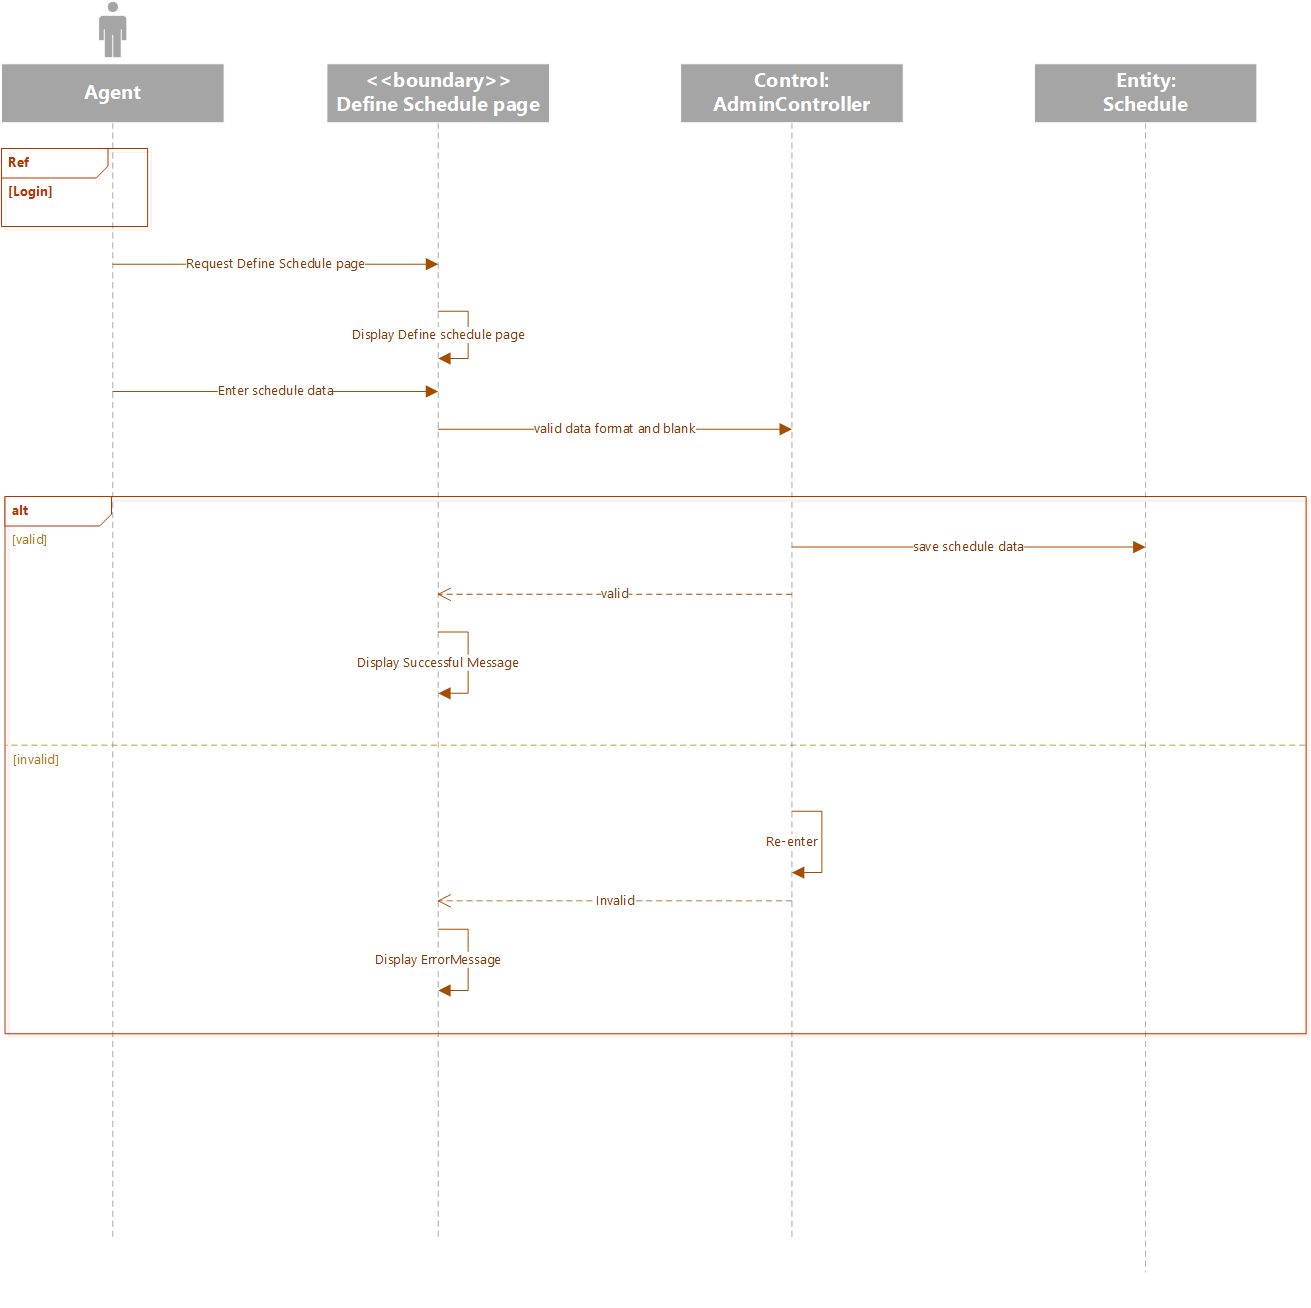 Agent
<<boundary>>
Define Schedule page
Control:
AdminController
Entity:
Schedule
Ref
[Login]
Request Define Schedule page
Display Define schedule page
Enter schedule data
valid data format and blank
alt
[valid]
save schedule data
valid
Display Successful Message
[invalid]
Re-enter
Invalid
Display ErrorMessage